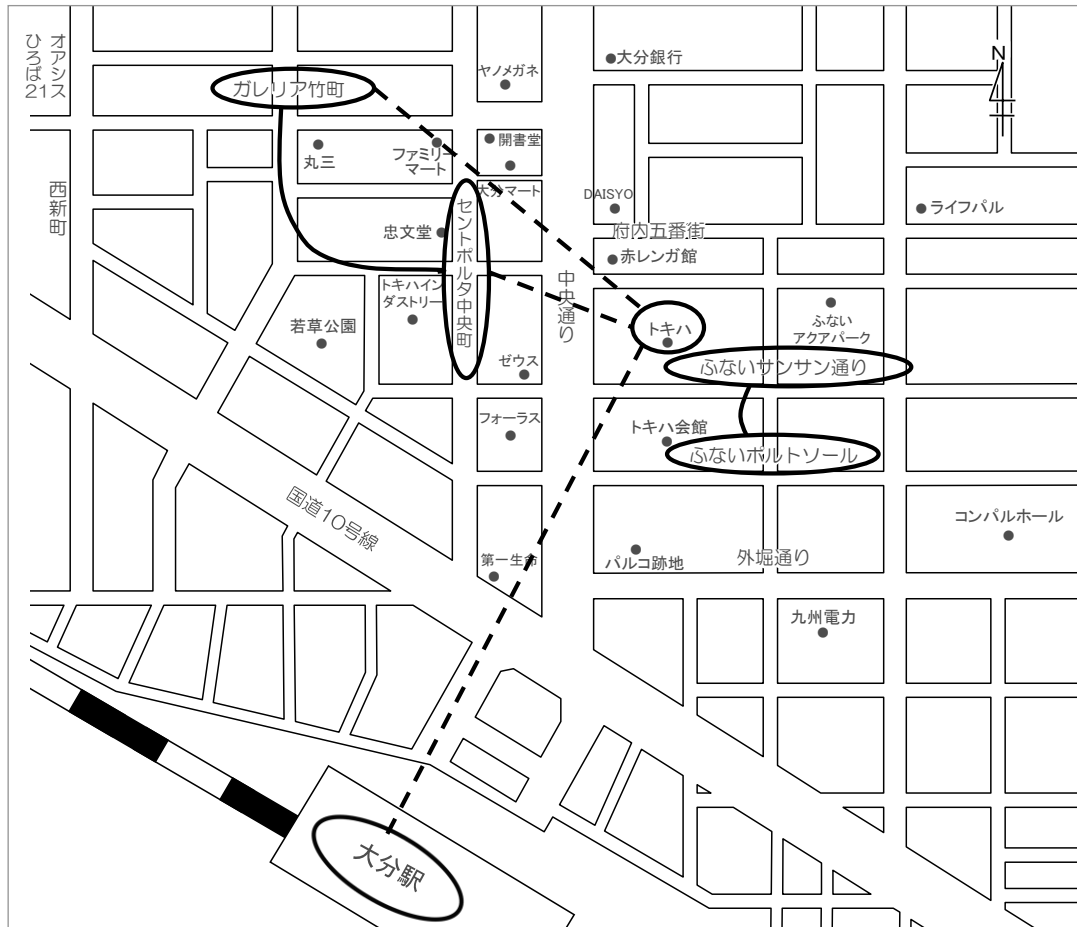 オアシス
ひろば21
ガレリア竹町
ヤノメガネ
大分銀行
N
丸三
ファミリー
マート
開書堂
大分マート
西新町
セントポルタ中央町
忠文堂
DAISYO
府内五番街
ライフパル
赤レンガ館
中央通り
トキハイン
ダストリー
若草公園
トキハ
ふない
アクアパーク
ゼウス
ふないサンサン通り
フォーラス
トキハ会館
ふないポルトソール
国道10号線
第一生命
パルコ跡地
外堀通り
コンパルホール
九州電力
大分駅